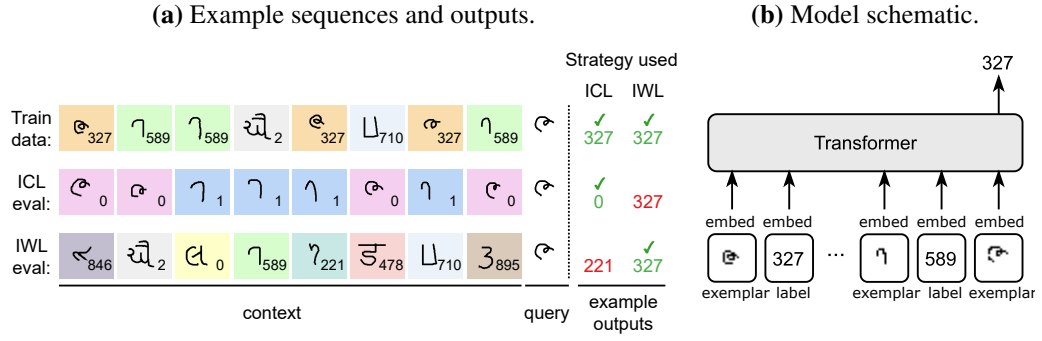 (a) Example sequences and outputs.
(b) Model schematic.
Strategy used
ICL IWL
Train data: 327 589 589 2 327 710 327 589 ✓ 327 ✓ 327
ICL eval: 0 0 1 1 1 0 1 0 ✓ 0 327
IWL eval: 846 2 0 589 221 478 710 895 221 ✓ 327
context
query
example outputs
327
Transformer
embed embed embed embed embed
327 ... 589
exemplar label exemplar label exemplar